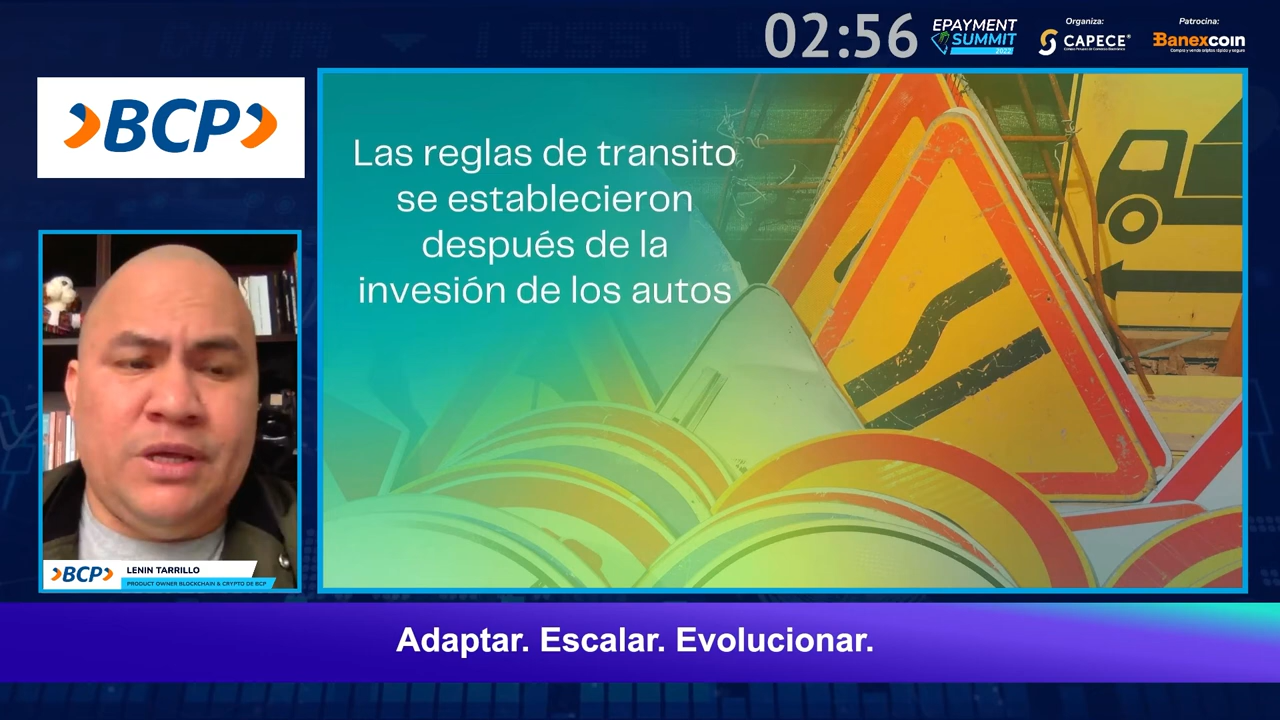 02:56
EPAYMENT
SUMMIT
2022
Organiza:
CAPECE
Patrocina:
Banexcoin
BCP
Las reglas de transito
se establecieron
después de la
invesión de los autos
BCP
LENIN TARRILLO
PRODUCT OWNER BLOCKCHAIN & CRYPTO DE BCP
Adaptar. Escalar. Evolucionar.